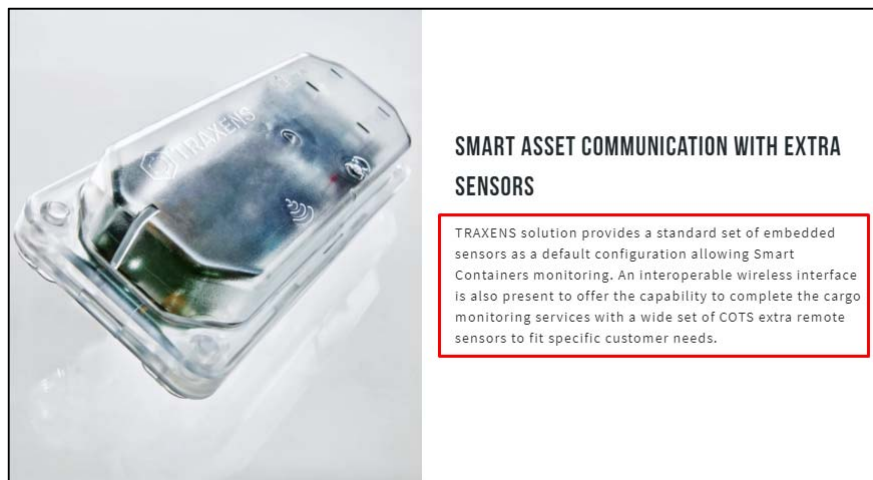 TRAXENS
SMART ASSET COMMUNICATION WITH EXTRA
SENSORS
TRAXENS solution provides a standard set of embedded
sensors as a default configuration allowing Smart
Containers monitoring. An interoperable wireless interface
is also present to offer the capability to complete the cargo
monitoring services with a wide set of COTS extra remote
sensors to fit specific customer needs.